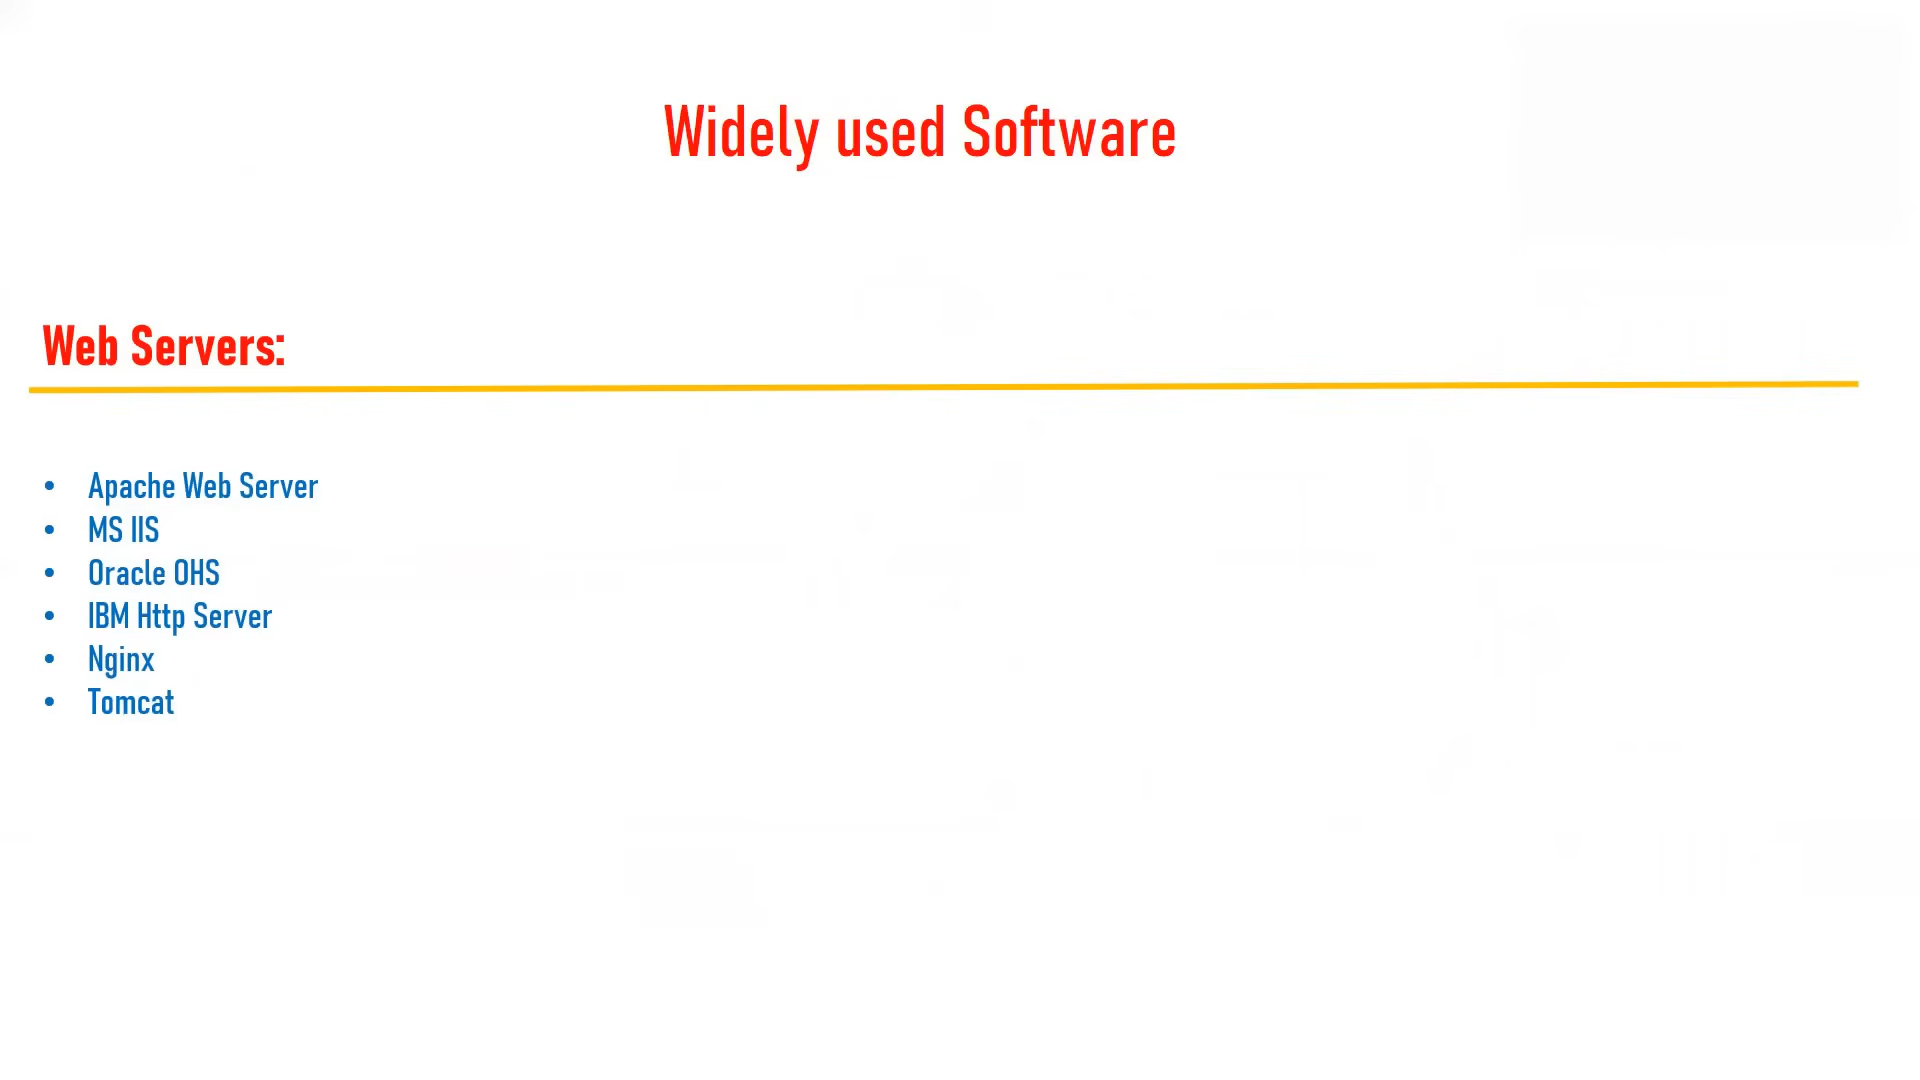 Widely used Software
Web Servers:
• Apache Web Server
• MS IIS
• Oracle OHS
• IBM Http Server
• Nginx
• Tomcat